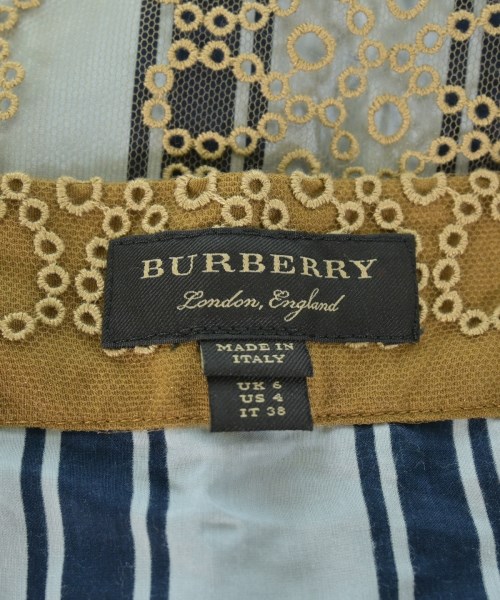 BURBERRY
London, England
MADE IN
ITALY
UK 6
US 4
IT 38